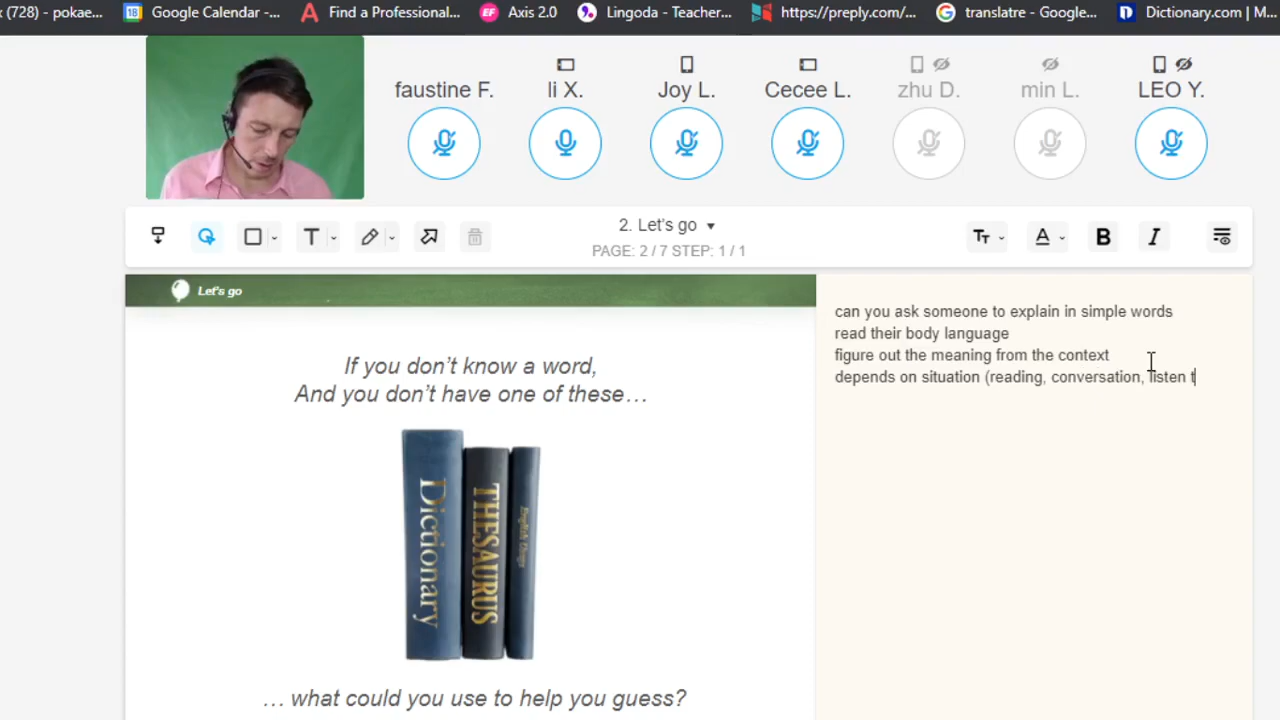 x (728) - pokae...
Google Calendar -...
Find a Professional...
EF Axis 2.0
Lingoda - Teacher...
https://preply.com/...
translatre - Google...
D Dictionary.com | M...
faustine F.
li X.
Joy L.
Cecee L.
zhu D.
min L.
LEO Y.
2. Let's go
PAGE: 2 / 7 STEP: 1 / 1
T
TT
A
B
I
Let's go
If you don't know a word,
And you don't have one of these…
Dictionary
THESAURUS
English Usage
… what could you use to help you guess?
can you ask someone to explain in simple words
read their body language
figure out the meaning from the context
depends on situation (reading, conversation, listen t